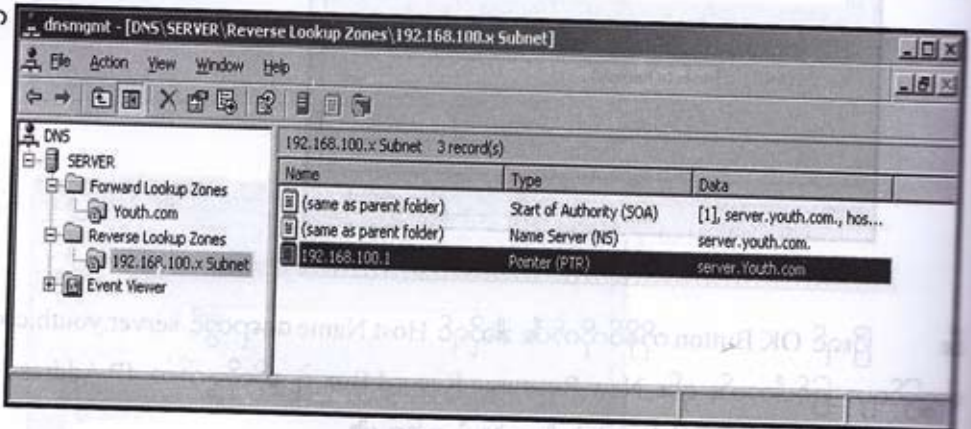 dnsmgmt - [DNS\SERVER\Reverse Lookup Zones\192.168.100.x Subnet]
File Action View Window Help
DNS
SERVER
Forward Lookup Zones
Youth.com
Reverse Lookup Zones
192.168.100.x Subnet
Event Viewer
192.168.100.x Subnet 3 record(s)
Name Type Data
(same as parent folder) Start of Authority (SOA) [1], server.youth.com., hos...
(same as parent folder) Name Server (NS) server.youth.com.
192.168.100.1 Pointer (PTR) server.Youth.com